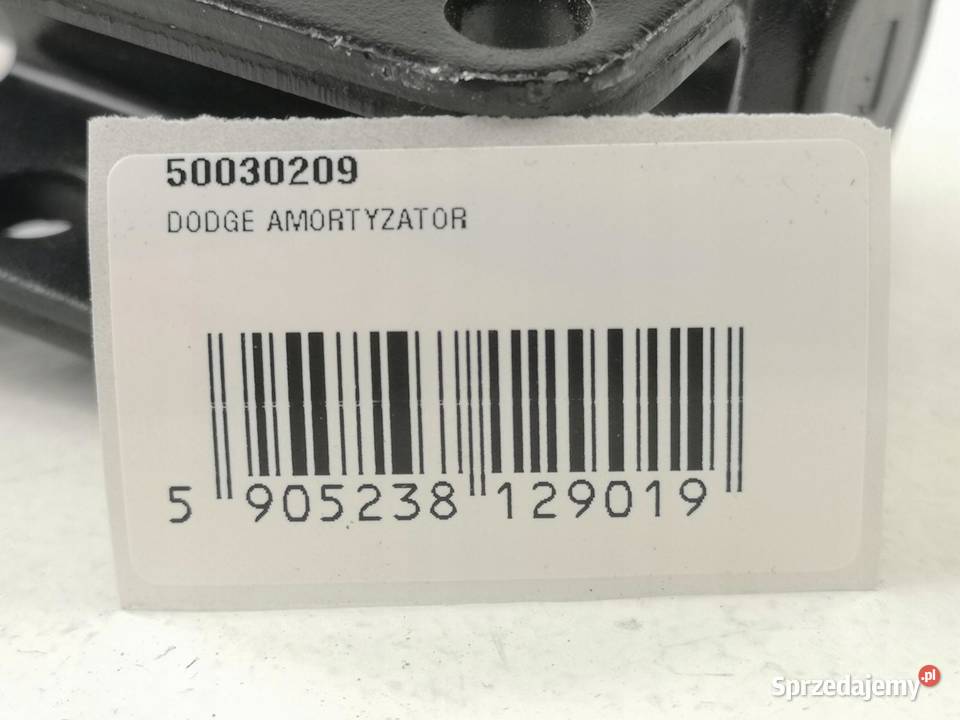 50030209
DODGE AMORTYZATOR
5 905238 129019
Sprzedajemy.pl